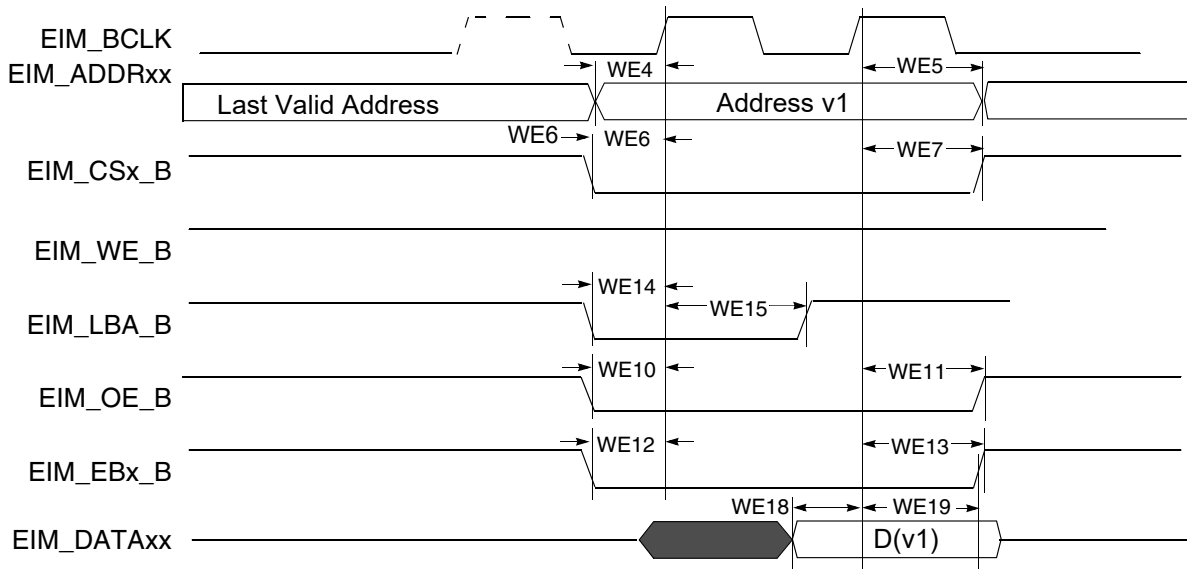 EIM_BCLK
EIM_ADDRxx
WE4
WE5
Last Valid Address
Address v1
WE6
WE6
WE7
EIM_CSx_B
EIM_WE_B
WE14
WE15
EIM_LBA_B
WE10
WE11
EIM_OE_B
WE12
WE13
EIM_EBx_B
WE18
WE19
EIM_DATAxx
D(v1)